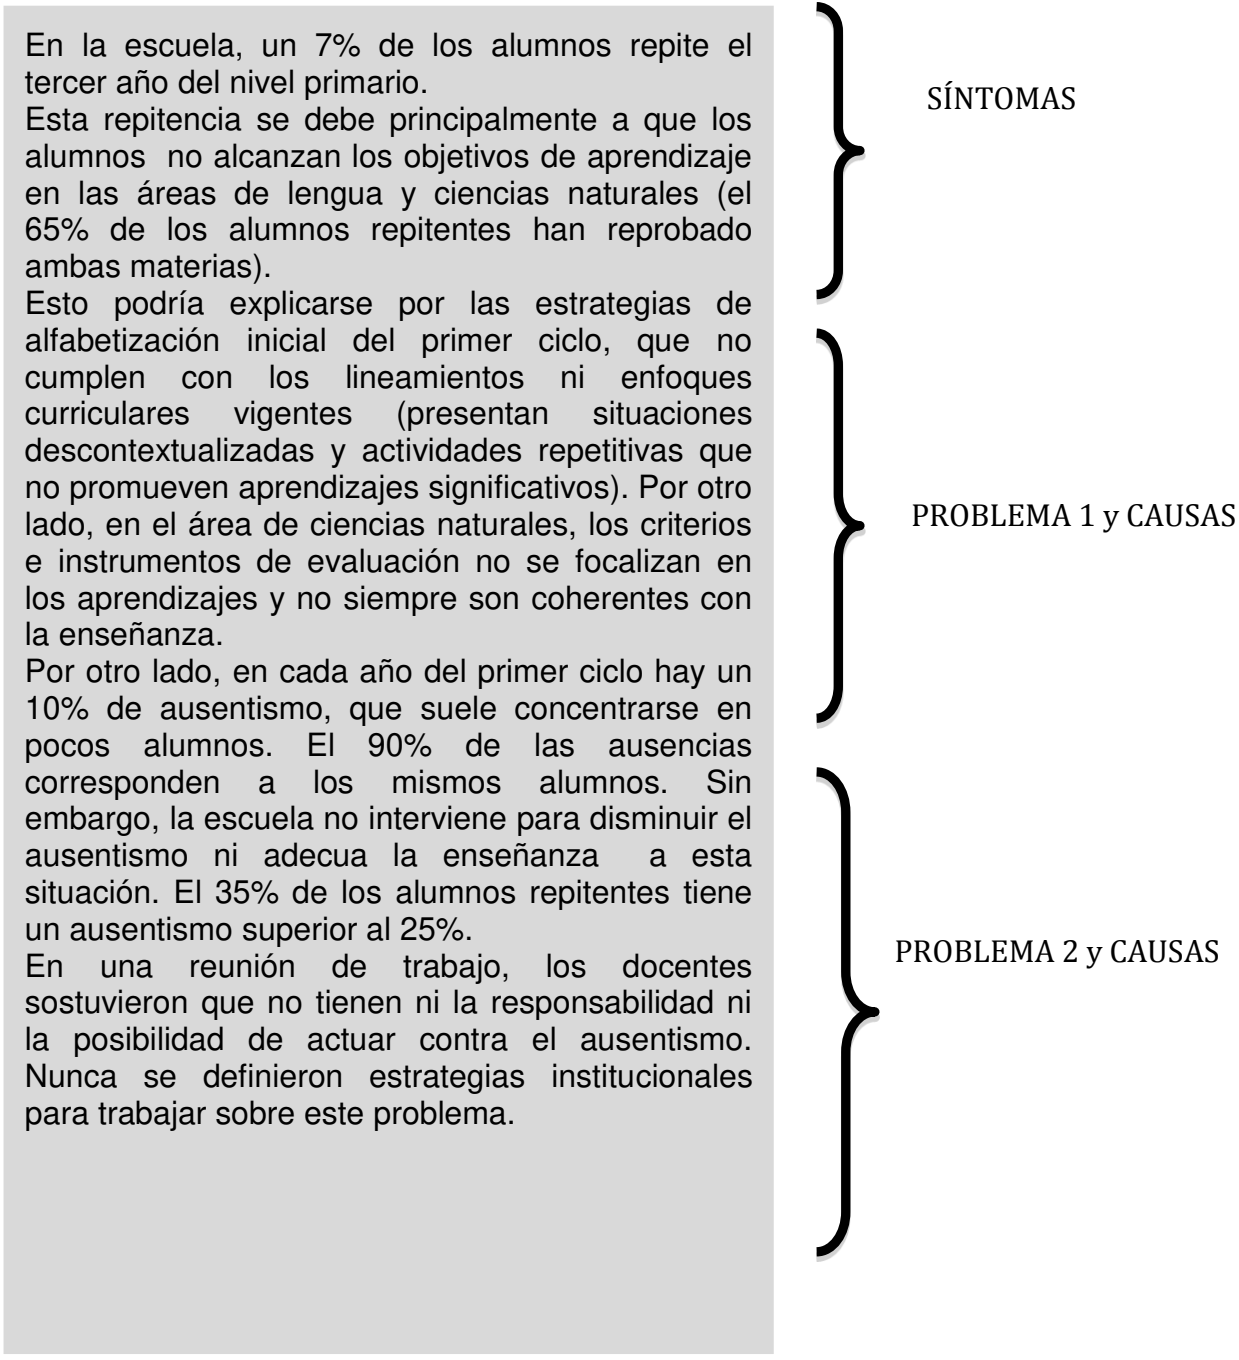 En la escuela, un 7% de los alumnos repite el
tercer año del nivel primario.
Esta repitencia se debe principalmente a que los
alumnos no alcanzan los objetivos de aprendizaje
en las áreas de lengua y ciencias naturales (el
65% de los alumnos repitentes han reprobado
ambas materias).
Esto podría explicarse por las estrategias de
alfabetización inicial del primer ciclo, que no
cumplen con los lineamientos ni enfoques
curriculares vigentes (presentan situaciones
descontextualizadas y actividades repetitivas que
no promueven aprendizajes significativos). Por otro
lado, en el área de ciencias naturales, los criterios
e instrumentos de evaluación no se focalizan en
los aprendizajes y no siempre son coherentes con
la enseñanza.
Por otro lado, en cada año del primer ciclo hay un
10% de ausentismo, que suele concentrarse en
pocos alumnos. El 90% de las ausencias
corresponden a los mismos alumnos. Sin
embargo, la escuela no interviene para disminuir el
ausentismo ni adecua la enseñanza a esta
situación. El 35% de los alumnos repitentes tiene
un ausentismo superior al 25%.
En una reunión de trabajo, los docentes
sostuvieron que no tienen ni la responsabilidad ni
la posibilidad de actuar contra el ausentismo.
Nunca se definieron estrategias institucionales
para trabajar sobre este problema.
SÍNTOMAS
PROBLEMA 1 y CAUSAS
PROBLEMA 2 y CAUSAS